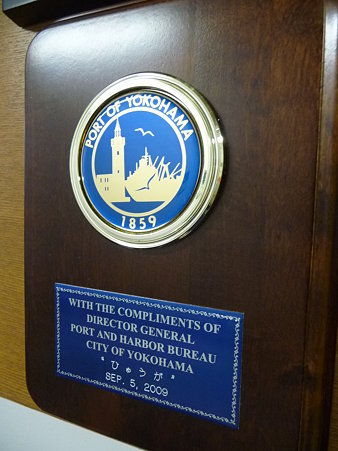 PORT OF YOKOHAMA
1859
WITH THE COMPLIMENTS OF
DIRECTOR GENERAL
PORT AND HARBOR BUREAU
CITY OF YOKOHAMA
"ひゅうが"
SEP. 5, 2009